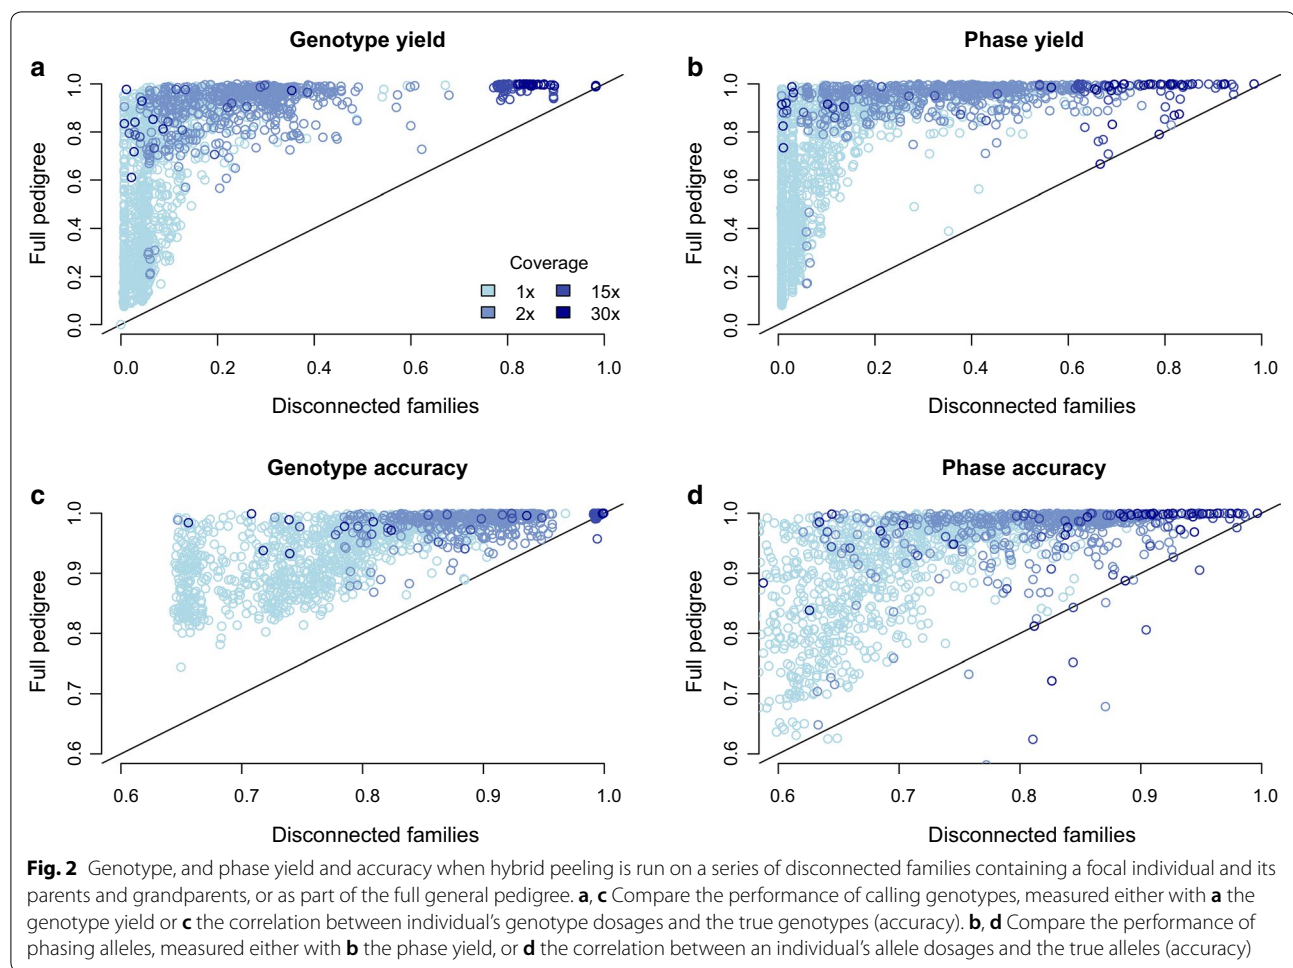 Genotype yield
a
Full pedigree
0.0 0.2 0.4 0.6 0.8 1.0
Coverage
1x 15x
2x 30x
0.0 0.2 0.4 0.6 0.8 1.0
Disconnected families
Phase yield
b
Full pedigree
0.0 0.2 0.4 0.6 0.8 1.0
0.0 0.2 0.4 0.6 0.8 1.0
Disconnected families
Genotype accuracy
c
Full pedigree
0.6 0.7 0.8 0.9 1.0
0.6 0.7 0.8 0.9 1.0
Disconnected families
Phase accuracy
d
Full pedigree
0.6 0.7 0.8 0.9 1.0
0.6 0.7 0.8 0.9 1.0
Disconnected families
Fig. 2 Genotype, and phase yield and accuracy when hybrid peeling is run on a series of disconnected families containing a focal individual and its
parents and grandparents, or as part of the full general pedigree. a, c Compare the performance of calling genotypes, measured either with a the
genotype yield or c the correlation between individual's genotype dosages and the true genotypes (accuracy). b, d Compare the performance of
phasing alleles, measured either with b the phase yield, or d the correlation between an individual's allele dosages and the true alleles (accuracy)